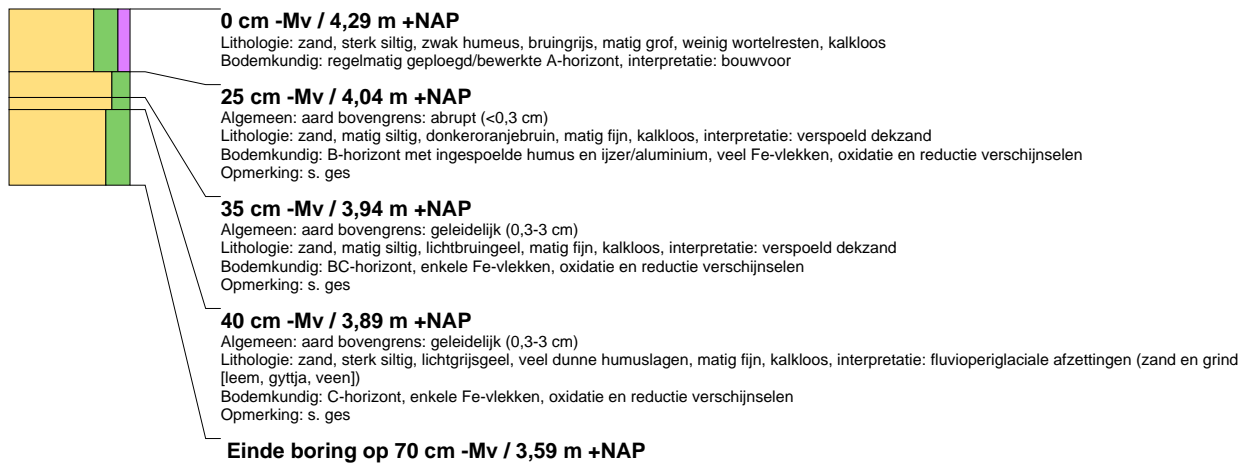 0 cm -Mv / 4,29 m +NAP
Lithologie: zand, sterk siltig, zwak humeus, bruingrijs, matig grof, weinig wortelresten, kalkloos
Bodemkundig: regelmatig geploegd/bewerkte A-horizont, interpretatie: bouwvoor
25 cm -Mv / 4,04 m +NAP
Algemeen: aard bovengrens: abrupt (<0,3 cm)
Lithologie: zand, matig siltig, donkeroranjebruin, matig fijn, kalkloos, interpretatie: verspoeld dekzand
Bodemkundig: B-horizont met ingespoelde humus en ijzer/aluminium, veel Fe-vlekken, oxidatie en reductie verschijnselen
Opmerking: s. ges
35 cm -Mv / 3,94 m +NAP
Algemeen: aard bovengrens: geleidelijk (0,3-3 cm)
Lithologie: zand, matig siltig, lichtbruingeel, matig fijn, kalkloos, interpretatie: verspoeld dekzand
Bodemkundig: BC-horizont, enkele Fe-vlekken, oxidatie en reductie verschijnselen
Opmerking: s. ges
40 cm -Mv / 3,89 m +NAP
Algemeen: aard bovengrens: geleidelijk (0,3-3 cm)
Lithologie: zand, sterk siltig, lichtgrijsgeel, veel dunne humuslagen, matig fijn, kalkloos, interpretatie: fluvioperiglaciale afzettingen (zand en grind
[leem, gyttja, veen])
Bodemkundig: C-horizont, enkele Fe-vlekken, oxidatie en reductie verschijnselen
Opmerking: s. ges
Einde boring op 70 cm -Mv / 3,59 m +NAP